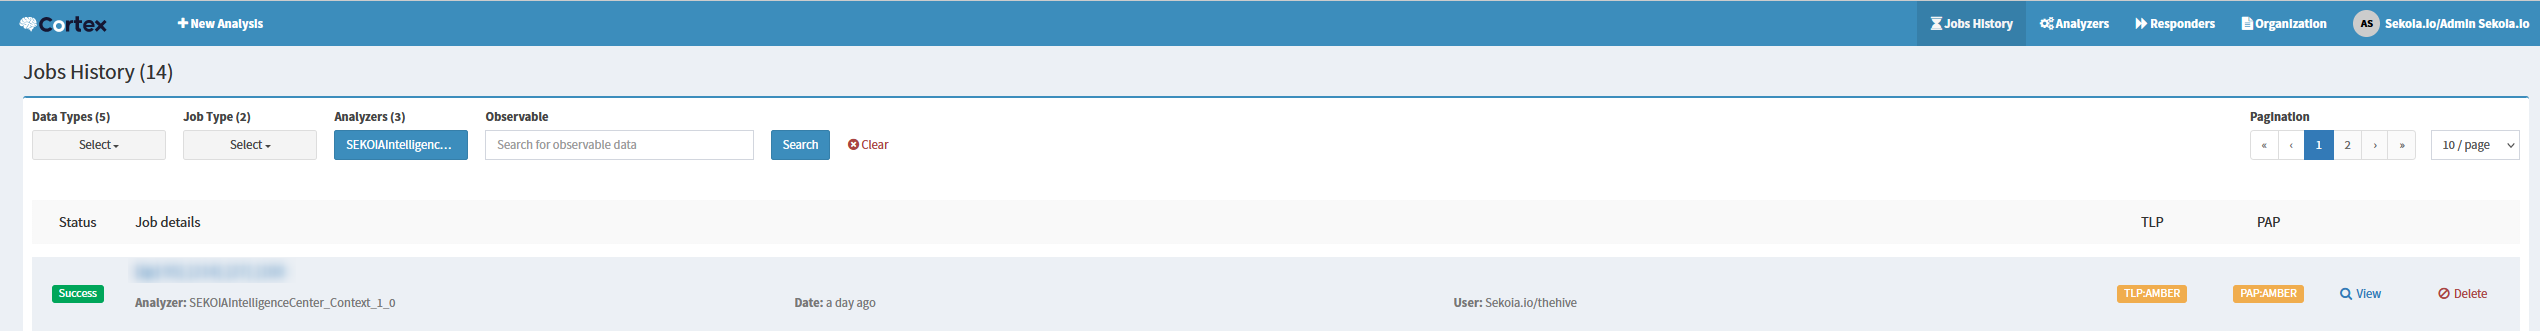 Cortex New Analysis Jobs History Analyzers Responders Organization AS Sekoia.io/Admin Sekoia.io
Jobs History (14)
Data Types (5) Job Type (2) Analyzers (3) Observable Pagination
Select Select SEKOIAIntelligenc... Search for observable data Search Clear « ‹ 1 2 › » 10 / page
Status Job details TLP PAP
Success TLP:AMBER PAP:AMBER View Delete
Analyzer: SEKOIAIntelligenceCenter_Context_1_0 Date: a day ago User: Sekoia.io/thehive